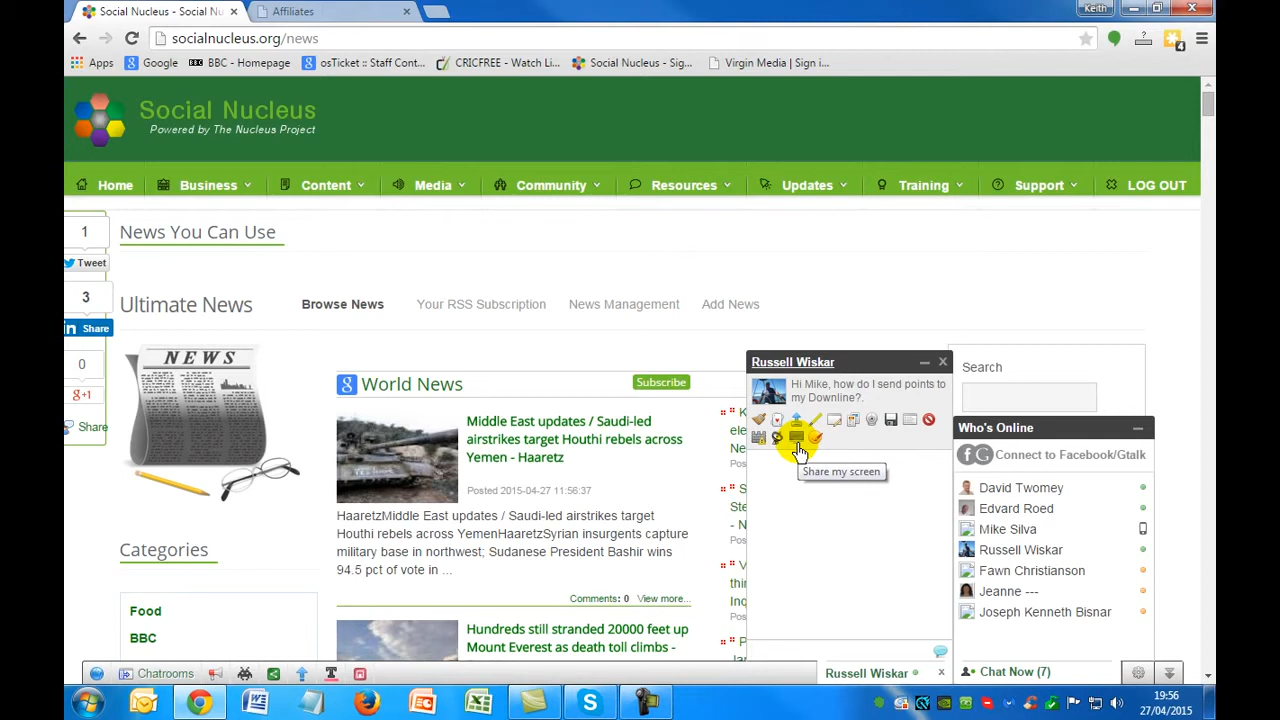 Social Nucleus - Social Nu
Affiliates
Keith
socialnucleus.org/news
4
Apps
Google
BBC - Homepage
osTicket :: Staff Cont...
CRICFREE - Watch Li...
Social Nucleus - Sig...
Virgin Media | Sign i...
Social Nucleus
Powered by The Nucleus Project
Home
Business
Content
Media
Community
Resources
Updates
Training
Support
LOG OUT
1
Tweet
3
in Share
0
g+1
Share
News You Can Use
Ultimate News
Browse News
Your RSS Subscription
News Management
Add News
NEWS
World News
Subscribe
Middle East updates / Saudi-led
airstrikes target Houthi rebels across
Yemen - Haaretz
Posted 2015-04-27 11:56:37
HaaretzMiddle East updates / Saudi-led airstrikes target
Houthi rebels across YemenHaaretzSyrian insurgents capture
military base in northwest; Sudanese President Bashir wins
94.5 pct of vote in ...
Comments: 0 View more...
Hundreds still stranded 20000 feet up
Mount Everest as death toll climbs -
Categories
Food
BBC
Russell Wiskar
Hi Mike, how do I send points to
my Downline?.
Share my screen
Search
Who's Online
Connect to Facebook/Gtalk
David Twomey
Edvard Roed
Mike Silva
Russell Wiskar
Fawn Christianson
Jeanne ---
Joseph Kenneth Bisnar
Chatrooms
Russell Wiskar
Chat Now (7)
19:56
27/04/2015